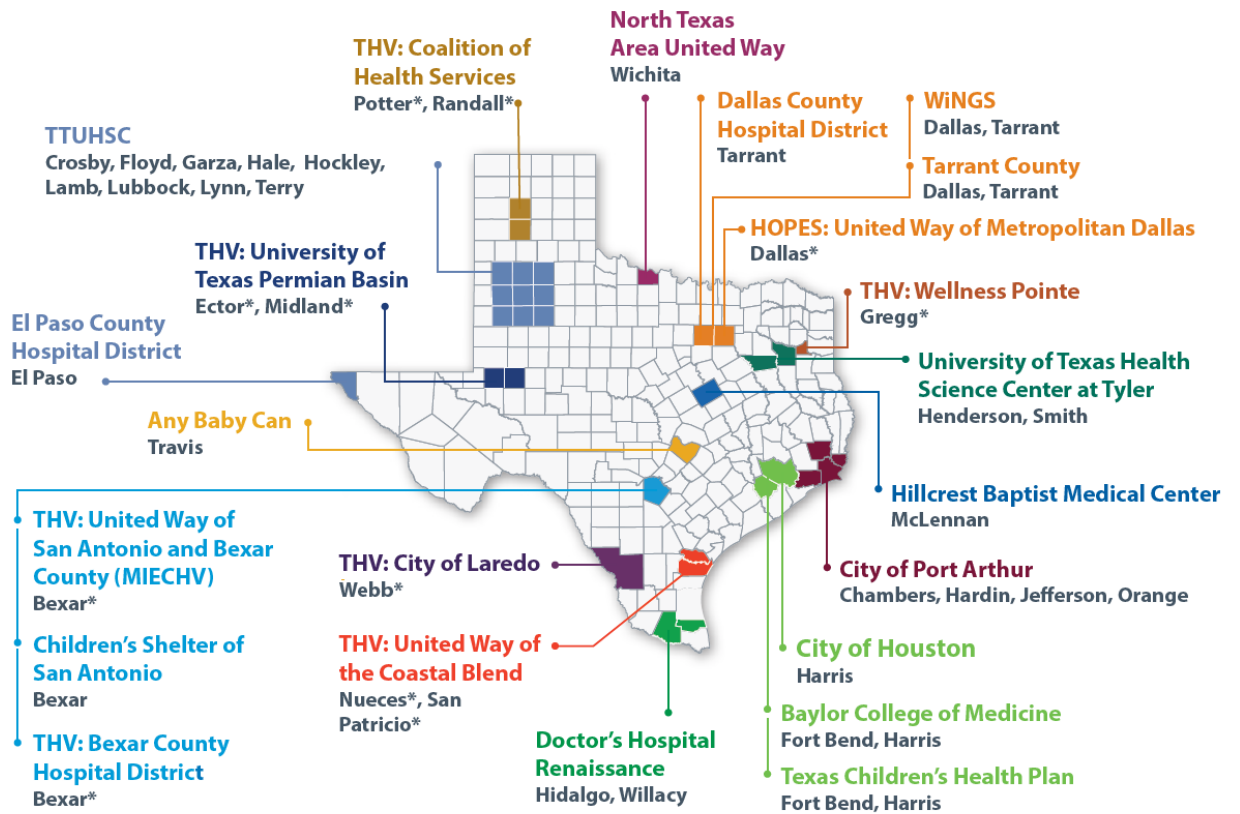 North Texas
Area United Way
Wichita
THV: Coalition of
Health Services
Potter*, Randall*
Dallas County
Hospital District
Tarrant
WiNGS
Dallas, Tarrant
TTUHSC
Crosby, Floyd, Garza, Hale, Hockley,
Lamb, Lubbock, Lynn, Terry
Tarrant County
Dallas, Tarrant
HOPES: United Way of Metropolitan Dallas
Dallas*
THV: University of
Texas Permian Basin
Ector*, Midland*
THV: Wellness Pointe
Gregg*
El Paso County
Hospital District
El Paso
University of Texas Health
Science Center at Tyler
Henderson, Smith
Any Baby Can
Travis
Hillcrest Baptist Medical Center
McLennan
THV: United Way of
San Antonio and Bexar
County (MIECHV)
Bexar*
THV: City of Laredo
Webb*
City of Port Arthur
Chambers, Hardin, Jefferson, Orange
Children's Shelter of
San Antonio
Bexar
THV: United Way of
the Coastal Blend
Nueces*, San
Patricio*
City of Houston
Harris
Baylor College of Medicine
Fort Bend, Harris
THV: Bexar County
Hospital District
Bexar*
Doctor's Hospital
Renaissance
Hidalgo, Willacy
Texas Children's Health Plan
Fort Bend, Harris